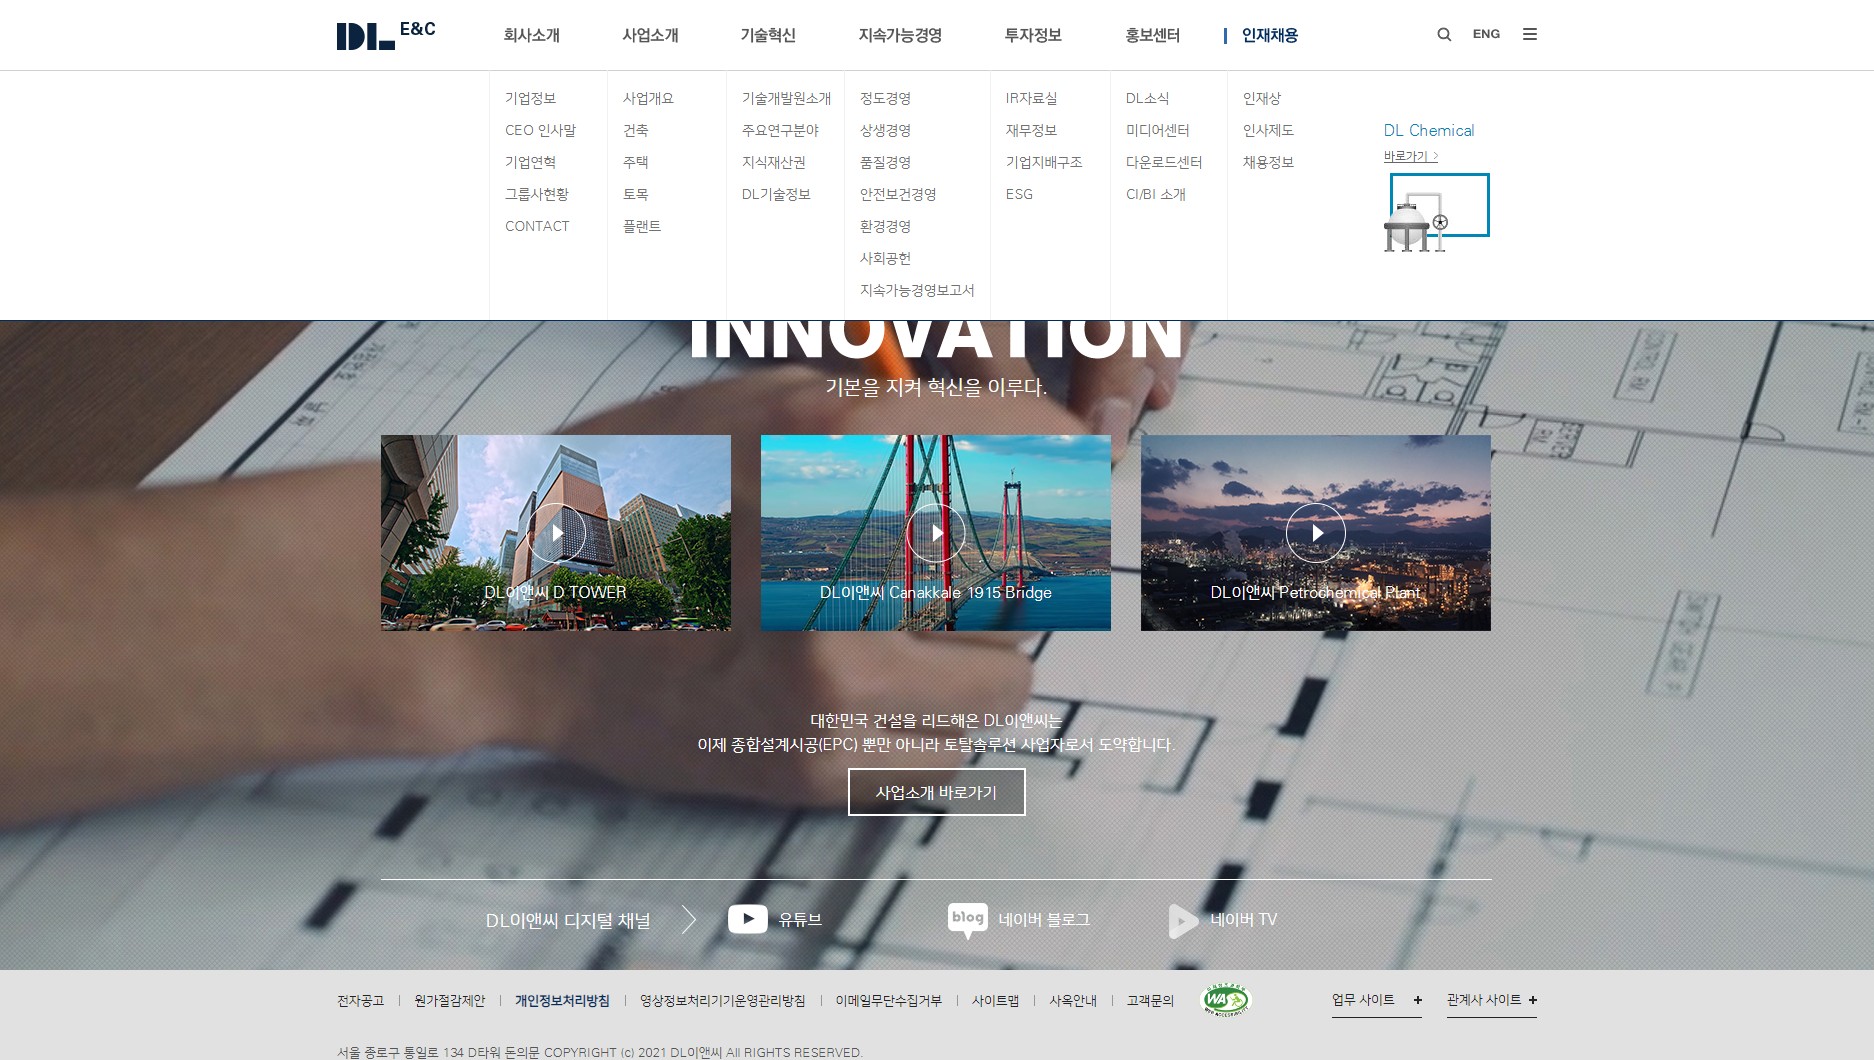 DL E&C
회사소개
사업소개
기술혁신
지속가능경영
투자정보
홍보센터
인재채용
ENG
기업정보
CEO 인사말
기업연혁
그룹사현황
CONTACT
사업개요
건축
주택
토목
플랜트
기술개발원소개
주요연구분야
지식재산권
DL기술정보
정도경영
상생경영
품질경영
안전보건경영
환경경영
사회공헌
지속가능경영보고서
IR자료실
재무정보
기업지배구조
ESG
DL소식
미디어센터
다운로드센터
CI/BI 소개
인재상
인사제도
채용정보
DL Chemical
바로가기 >
INNOVATION
기본을 지켜 혁신을 이루다.
DL이앤씨 D TOWER
DL이앤씨 Canakkale 1915 Bridge
DL이앤씨 Petrochemical Plant
대한민국 건설을 리드해온 DL이앤씨는
이제 종합설계시공(EPC) 뿐만 아니라 토탈솔루션 사업자로서 도약합니다.
사업소개 바로가기
DL이앤씨 디지털 채널
유튜브
blog 네이버 블로그
네이버 TV
전자공고
원가절감제안
개인정보처리방침
영상정보처리기기운영관리방침
이메일무단수집거부
사이트맵
사옥안내
고객문의
WA
업무 사이트 +
관계사 사이트 +
서울 종로구 통일로 134 D타워 돈의문 COPYRIGHT (c) 2021 DL이앤씨 All RIGHTS RESERVED.